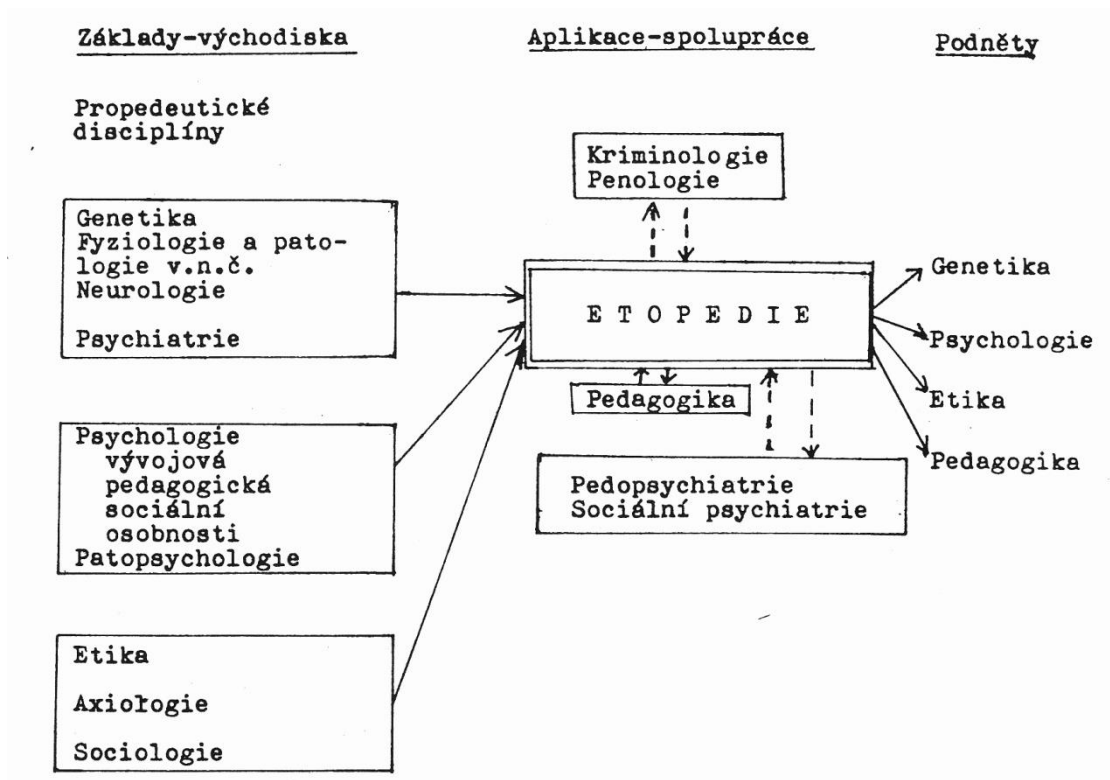 Základy-východiska
Propedeutické
disciplíny
Genetika
Fyziologie a pato-
logie v.n.č.
Neurologie
Psychiatrie
Psychologie
vývojová
pedagogická
sociální
osobnosti
Patopsychologie
Etika
Axiologie
Sociologie
Aplikace-spolupráce
Kriminologie
Penologie
E T O P E D I E
Pedagogika
Pedopsychiatrie
Sociální psychiatrie
Podněty
Genetika
Psychologie
Etika
Pedagogika